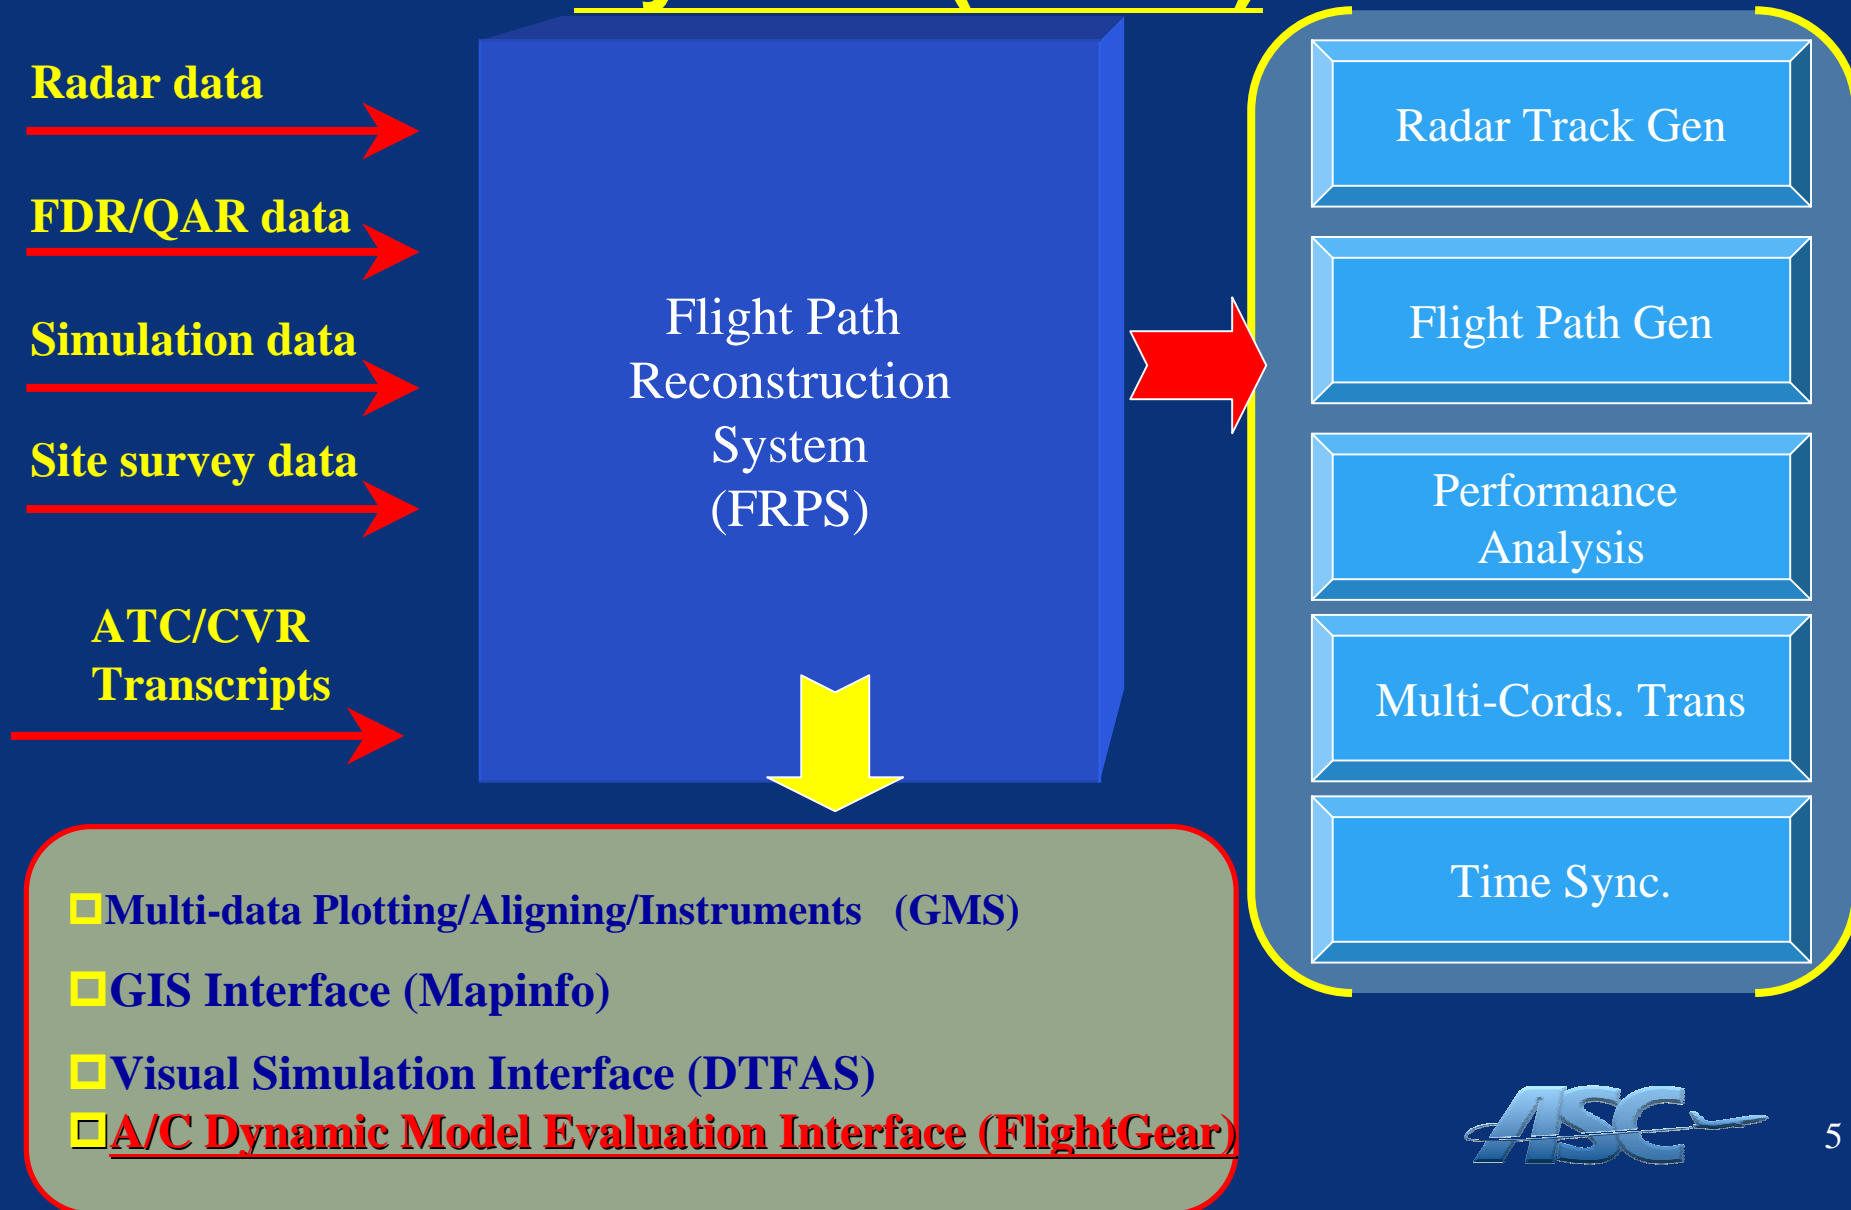 Radar data
FDR/QAR data
Simulation data
Site survey data
ATC/CVR
Transcripts
Flight Path
Reconstruction
System
(FRPS)
Radar Track Gen
Flight Path Gen
Performance
Analysis
Multi-Cords. Trans
Time Sync.
Multi-data Plotting/Aligning/Instruments (GMS)
GIS Interface (Mapinfo)
Visual Simulation Interface (DTFAS)
A/C Dynamic Model Evaluation Interface (FlightGear)
ASC
5